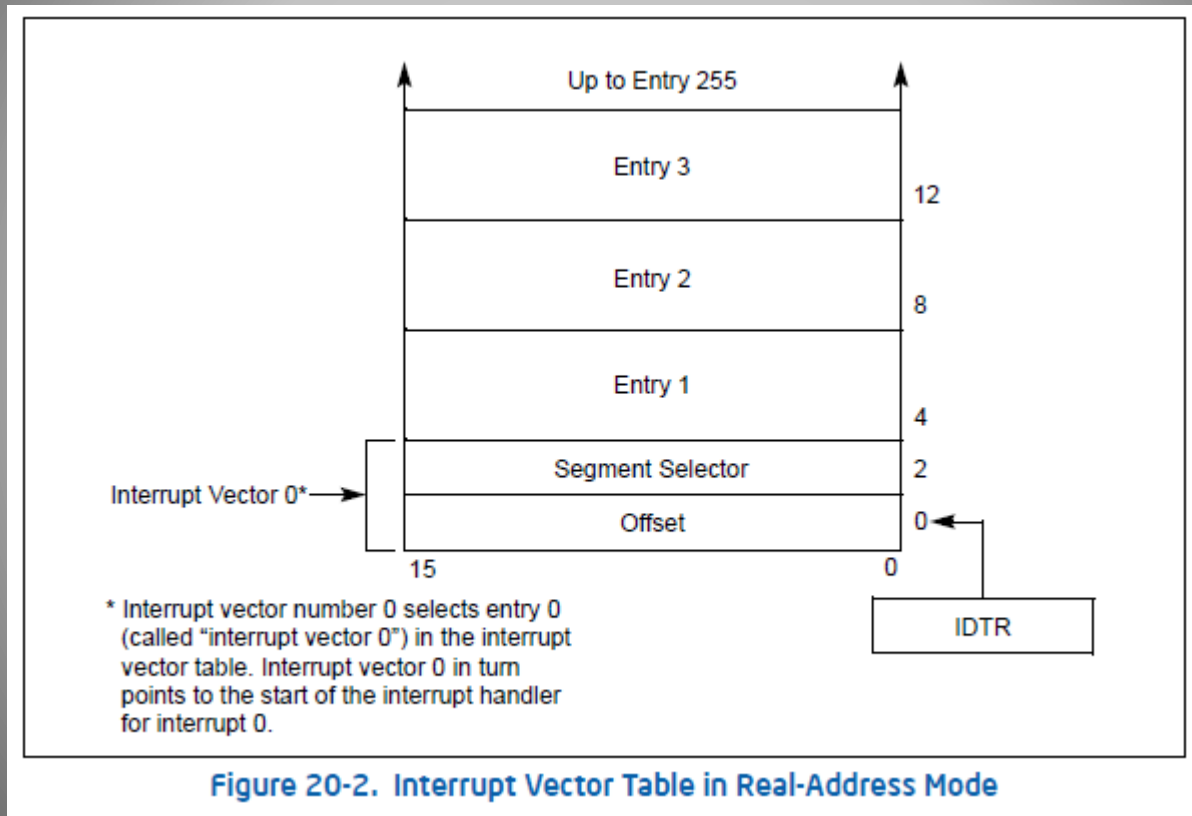 Up to Entry 255
Entry 3
12
Entry 2
8
Entry 1
4
Segment Selector
2
Interrupt Vector 0*
Offset
0
15
0
* Interrupt vector number 0 selects entry 0
(called “interrupt vector 0”) in the interrupt
vector table. Interrupt vector 0 in turn
points to the start of the interrupt handler
for interrupt 0.
IDTR
Figure 20-2. Interrupt Vector Table in Real-Address Mode